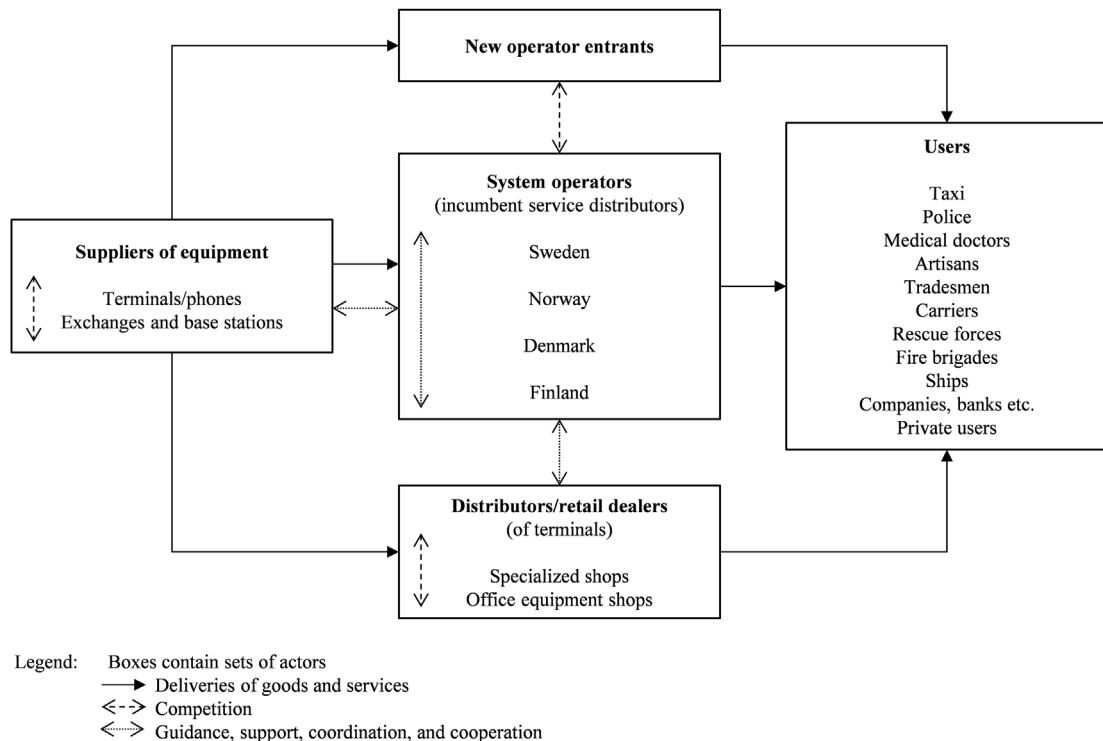 New operator entrants
Users
Taxi
Police
Medical doctors
Artisans
Tradesmen
Carriers
Rescue forces
Fire brigades
Ships
Companies, banks etc.
Private users
System operators
(incumbent service distributors)
Sweden
Norway
Denmark
Finland
Suppliers of equipment
Terminals/phones
Exchanges and base stations
Distributors/retail dealers
(of terminals)
Specialized shops
Office equipment shops
Legend: Boxes contain sets of actors
Deliveries of goods and services
Competition
Guidance, support, coordination, and cooperation